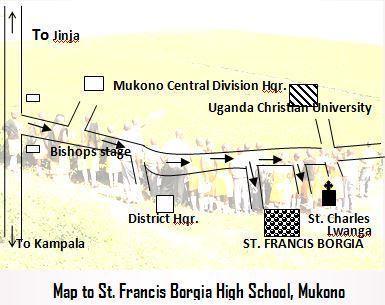 To Jinja
Mukono Central Division Hqr.
Uganda Christian University
Bishops stage
District Hqr.
St. Charles
Lwanga
To Kampala
ST. FRANCIS BORGIA
Map to St. Francis Borgia High School, Mukono